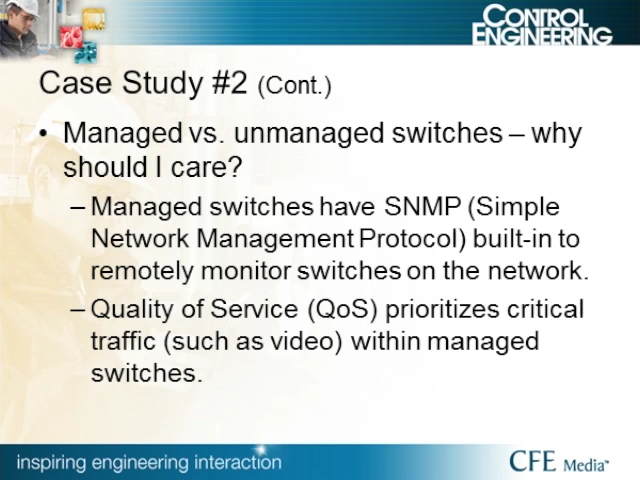 CONTROL
ENGINEERING
Case Study #2 (Cont.)
• Managed vs. unmanaged switches – why
should I care?
– Managed switches have SNMP (Simple
Network Management Protocol) built-in to
remotely monitor switches on the network.
– Quality of Service (QoS) prioritizes critical
traffic (such as video) within managed
switches.
inspiring engineering interaction
CFE Media™